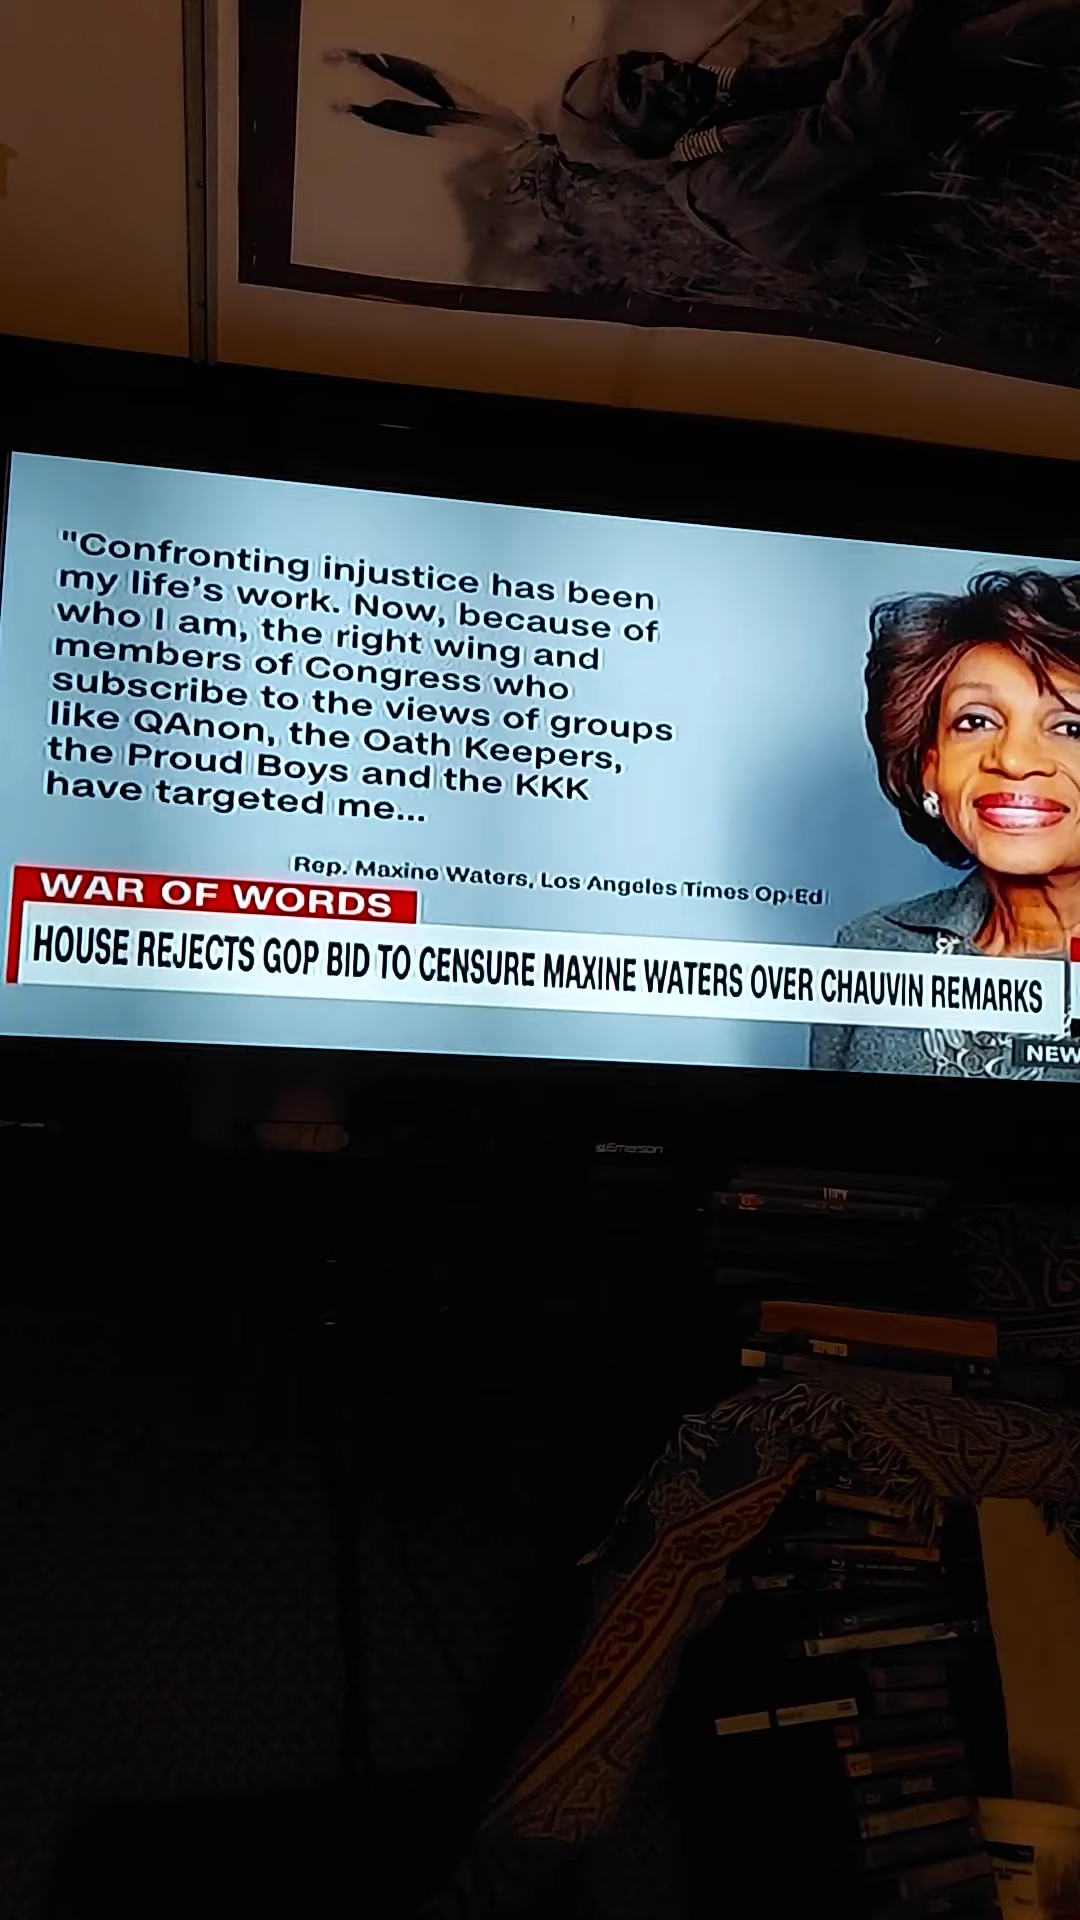 "Confronting injustice has been
my life's work. Now, because of
who I am, the right wing and
members of Congress who
subscribe to the views of groups
like QAnon, the Oath Keepers,
the Proud Boys and the KKK
have targeted me...
Rep. Maxine Waters, Los Angeles Times Op-Ed
WAR OF WORDS
HOUSE REJECTS GOP BID TO CENSURE MAXINE WATERS OVER CHAUVIN REMARKS
NEW
Emerson